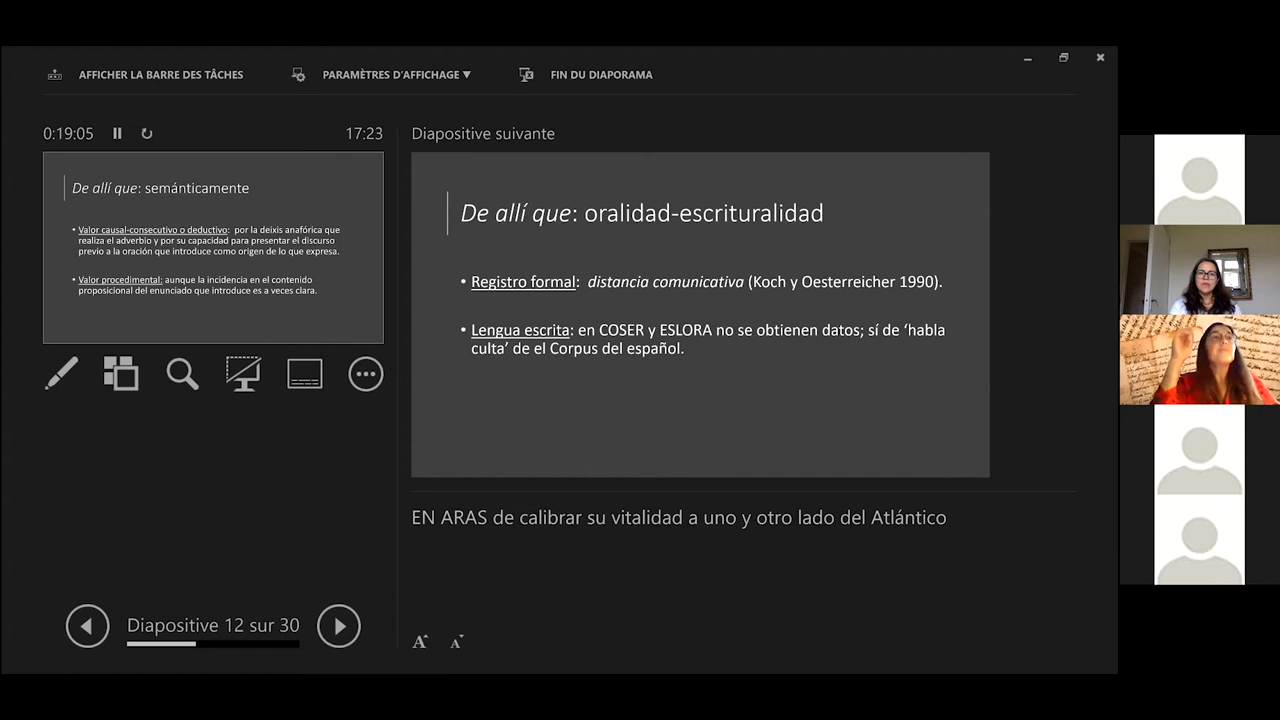 AFFICHER LA BARRE DES TÂCHES
PARAMÈTRES D'AFFICHAGE ▼
FIN DU DIAPORAMA
0:19:05
17:23
Diapositive suivante
De allí que: semánticamente
• Valor causal-consecutivo o deductivo: por la deixis anafórica que
realiza el adverbio y por su capacidad para presentar el discurso
previo a la oración que introduce como origen de lo que expresa.
• Valor procedimental: aunque la incidencia en el contenido
proposicional del enunciado que introduce es a veces clara.
De allí que: oralidad-escrituralidad
• Registro formal: distancia comunicativa (Koch y Oesterreicher 1990).
• Lengua escrita: en COSER y ESLORA no se obtienen datos; sí de 'habla
culta' de el Corpus del español.
EN ARAS de calibrar su vitalidad a uno y otro lado del Atlántico
Diapositive 12 sur 30
A A